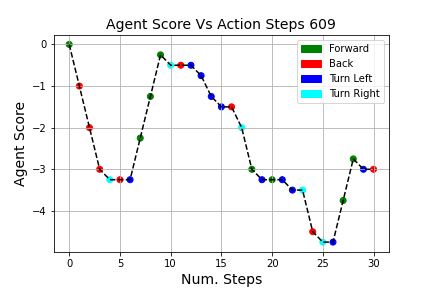 Agent Score Vs Action Steps 609
Forward
Back
Turn Left
Turn Right
Agent Score
0
−1
−2
−3
−4
0 5 10 15 20 25 30
Num. Steps